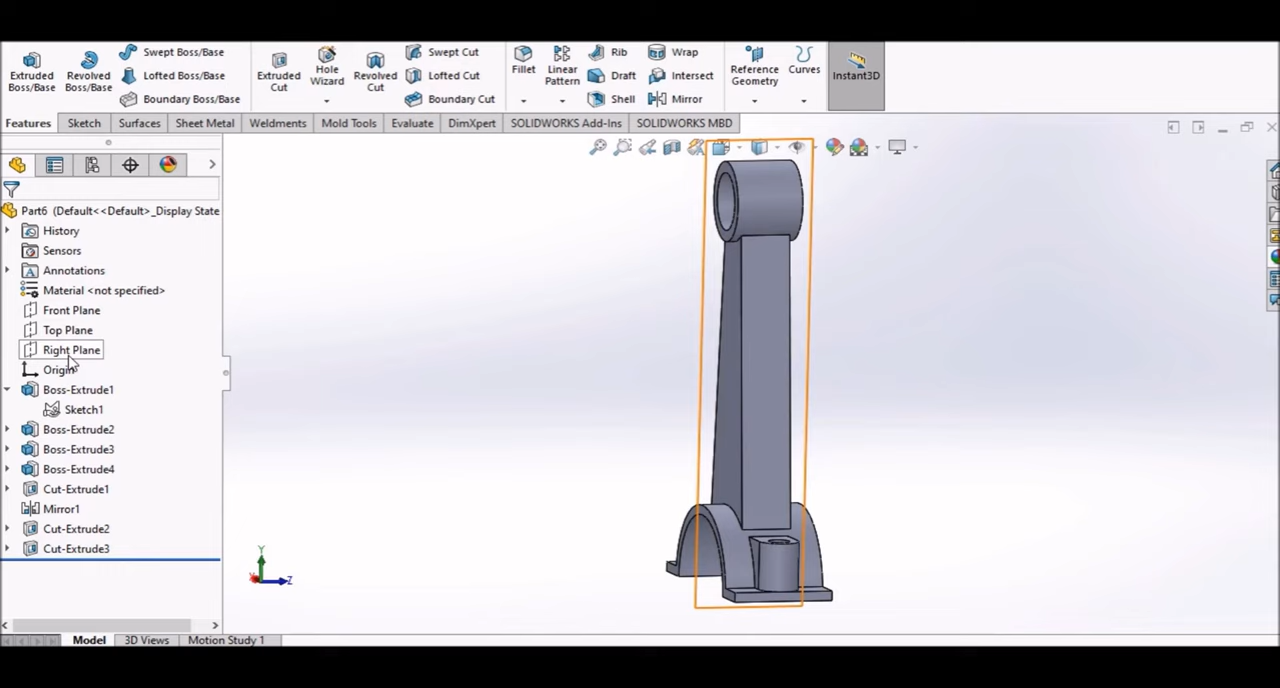 Extruded Boss/Base
Revolved Boss/Base
Swept Boss/Base
Lofted Boss/Base
Boundary Boss/Base
Extruded Cut
Hole Wizard
Revolved Cut
Swept Cut
Lofted Cut
Boundary Cut
Fillet
Linear Pattern
Rib
Draft
Shell
Wrap
Intersect
Mirror
Reference Geometry
Curves
Instant3D
Features Sketch Surfaces Sheet Metal Weldments Mold Tools Evaluate DimXpert SOLIDWORKS Add-Ins SOLIDWORKS MBD
Part6 (Default<<Default>_Display State
History
Sensors
Annotations
Material <not specified>
Front Plane
Top Plane
Right Plane
Origin
Boss-Extrude1
Sketch1
Boss-Extrude2
Boss-Extrude3
Boss-Extrude4
Cut-Extrude1
Mirror1
Cut-Extrude2
Cut-Extrude3
Y
Z
Model 3D Views Motion Study 1